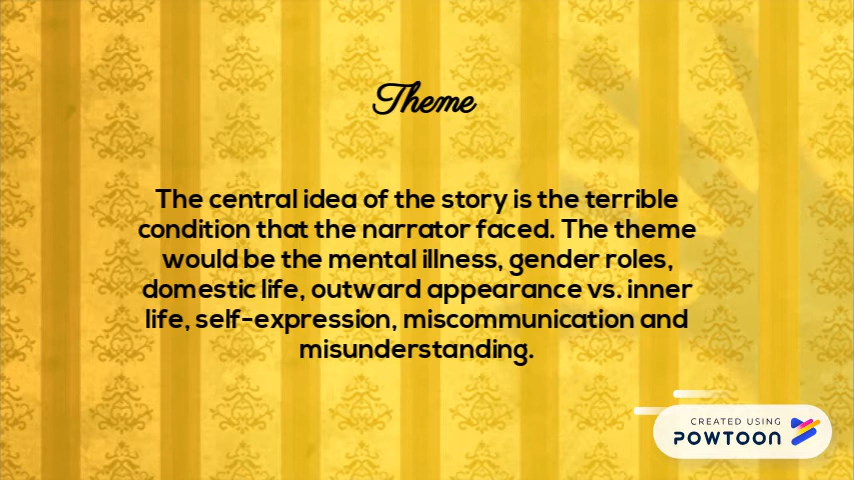 Theme
The central idea of the story is the terrible
condition that the narrator faced. The theme
would be the mental illness, gender roles,
domestic life, outward appearance vs. inner
life, self-expression, miscommunication and
misunderstanding.
CREATED USING
POWTOON